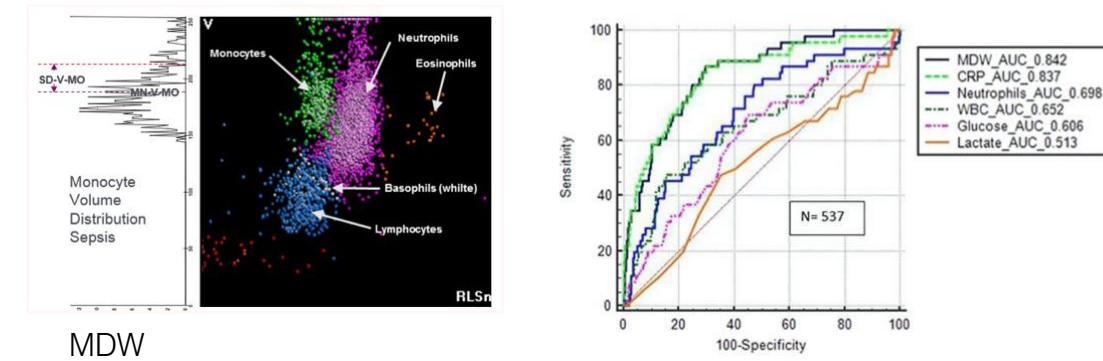 V
Monocytes
Neutrophils
Eosinophils
SD-V-MO
MN-V-MO
Basophils (whilte)
Lymphocytes
Monocyte
Volume
Distribution
Sepsis
RLSn
MDW
100
80
60
40
20
0
Sensitivity
0 20 40 60 80 100
100-Specificity
N= 537
MDW_AUC_0.842
CRP_AUC_0.837
Neutrophils_AUC_0.698
WBC_AUC_0.652
Glucose_AUC_0.606
Lactate_AUC_0.513